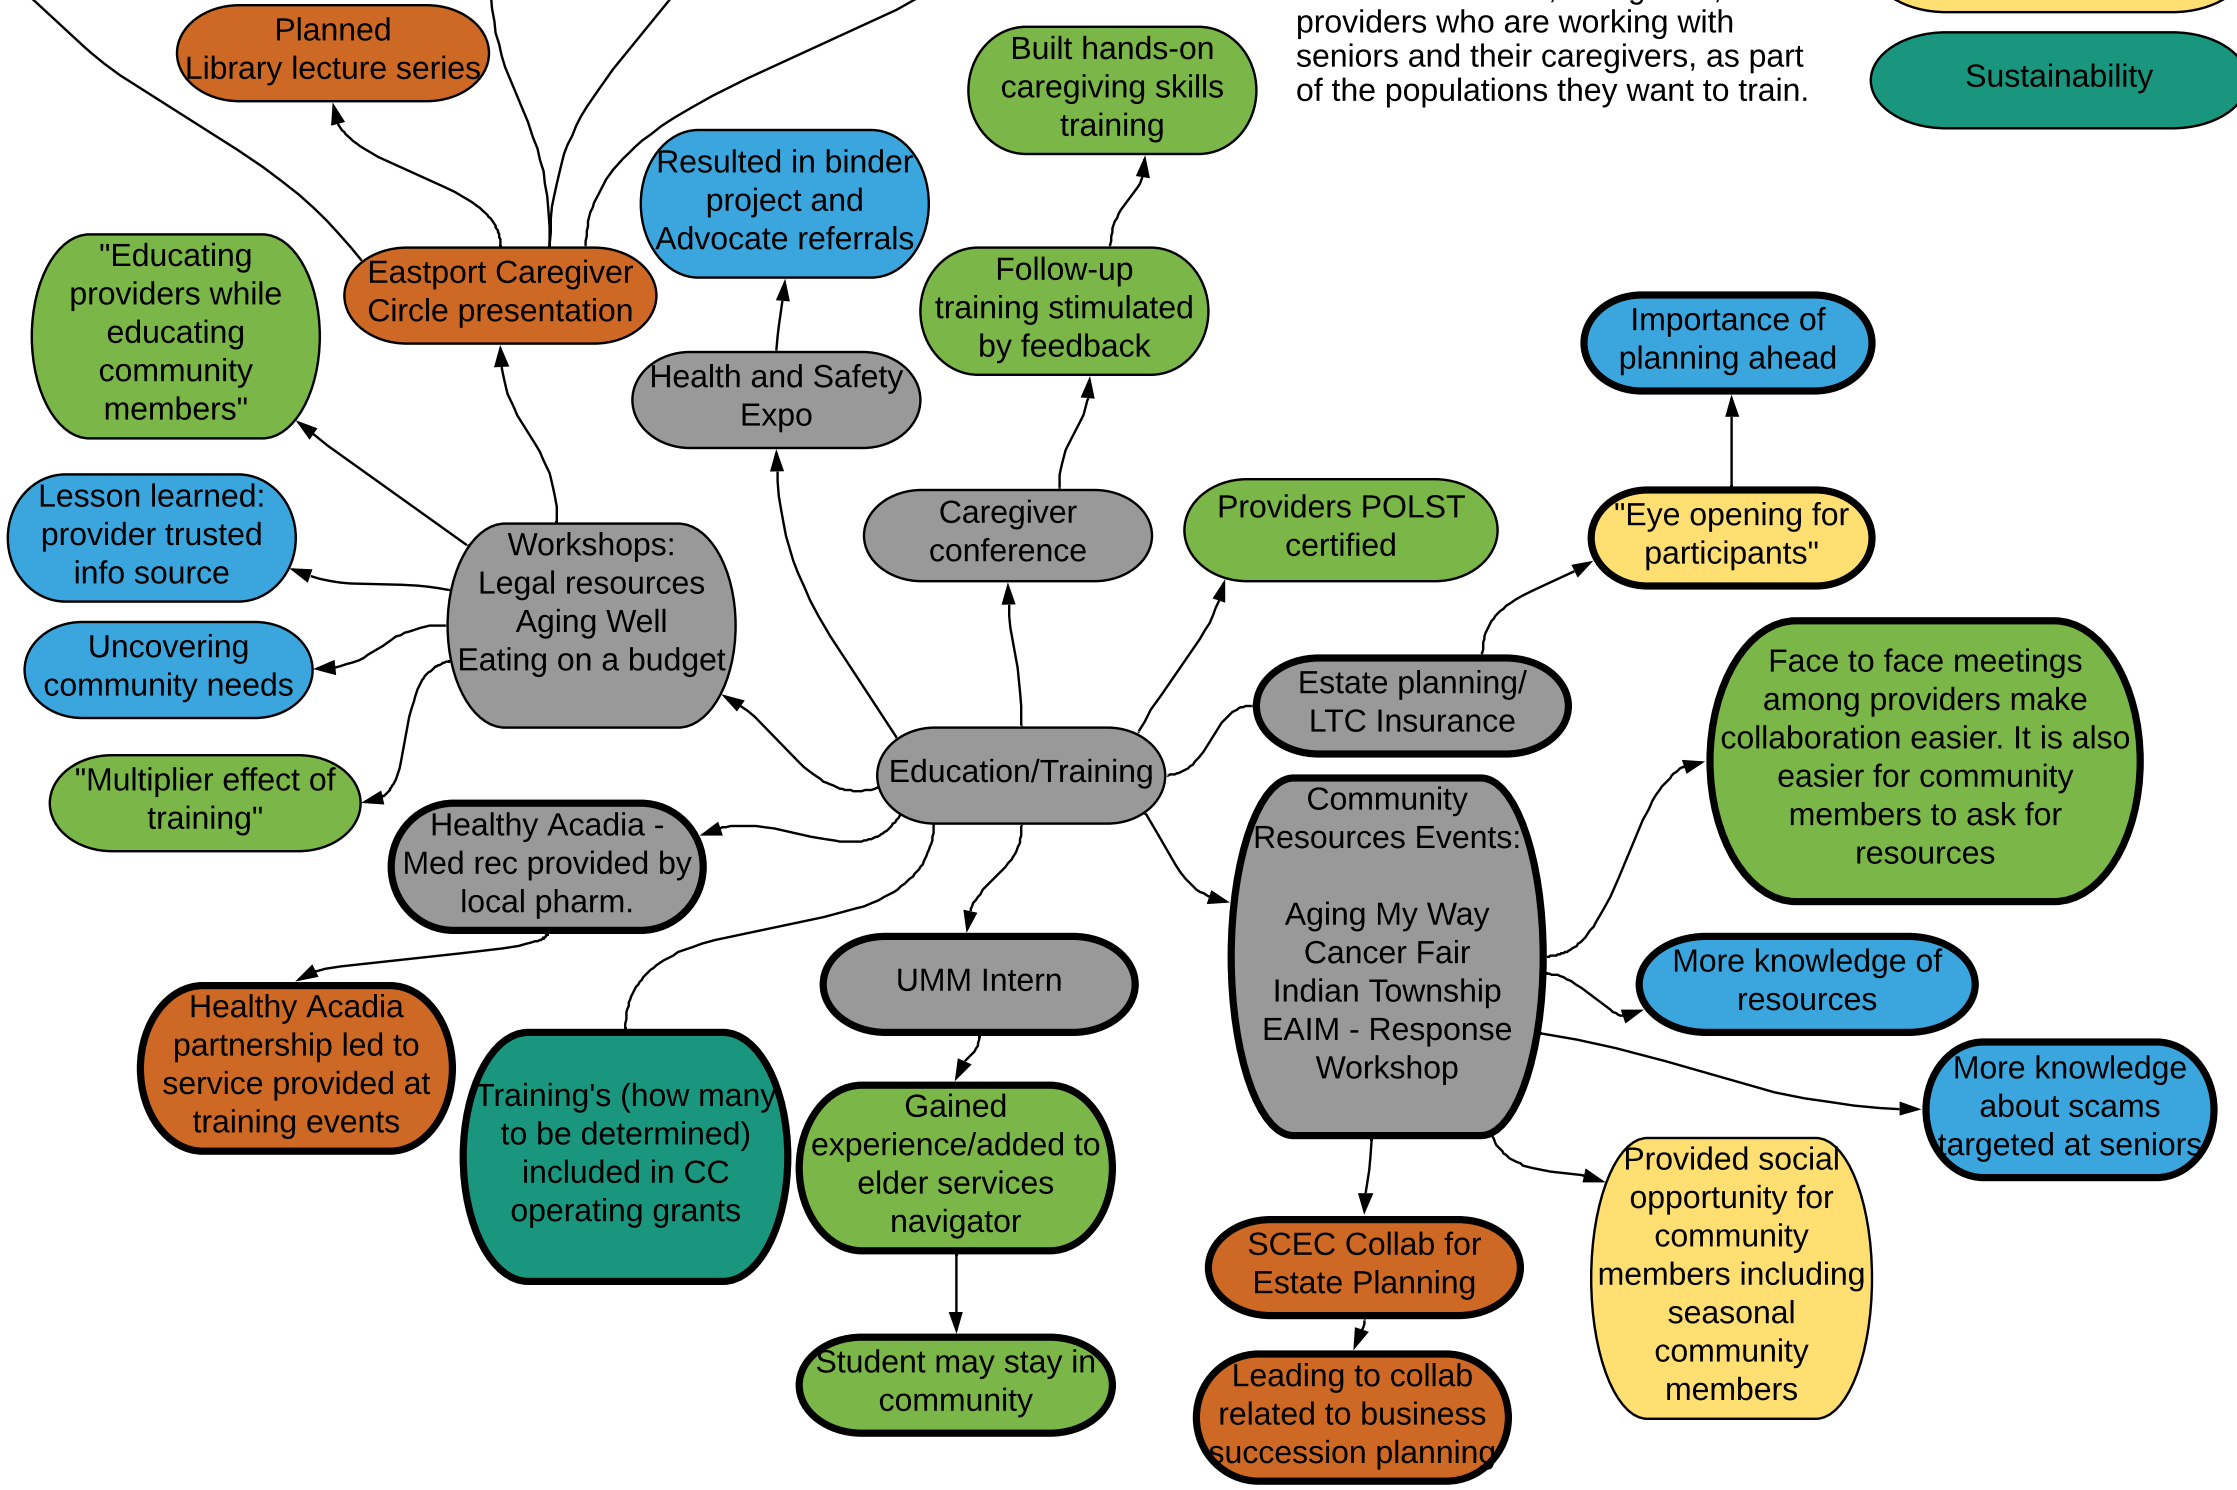 providers who are working with
seniors and their caregivers, as part
of the populations they want to train.
Sustainability
Planned
Library lecture series
Built hands-on
caregiving skills
training
Resulted in binder
project and
Advocate referrals
"Educating
providers while
educating
community
members"
Eastport Caregiver
Circle presentation
Follow-up
training stimulated
by feedback
Importance of
planning ahead
Health and Safety
Expo
Lesson learned:
provider trusted
info source
Caregiver
conference
Providers POLST
certified
"Eye opening for
participants"
Workshops:
Legal resources
Aging Well
Eating on a budget
Uncovering
community needs
Estate planning/
LTC Insurance
Face to face meetings
among providers make
collaboration easier. It is also
easier for community
members to ask for
resources
"Multiplier effect of
training"
Education/Training
Healthy Acadia -
Med rec provided by
local pharm.
Community
Resources Events:
Aging My Way
Cancer Fair
Indian Township
EAIM - Response
Workshop
UMM Intern
More knowledge of
resources
Healthy Acadia
partnership led to
service provided at
training events
Training's (how many
to be determined)
included in CC
operating grants
Gained
experience/added to
elder services
navigator
More knowledge
about scams
targeted at seniors
Provided social
opportunity for
community
members including
seasonal
community
members
SCEC Collab for
Estate Planning
Student may stay in
community
Leading to collab
related to business
succession planning